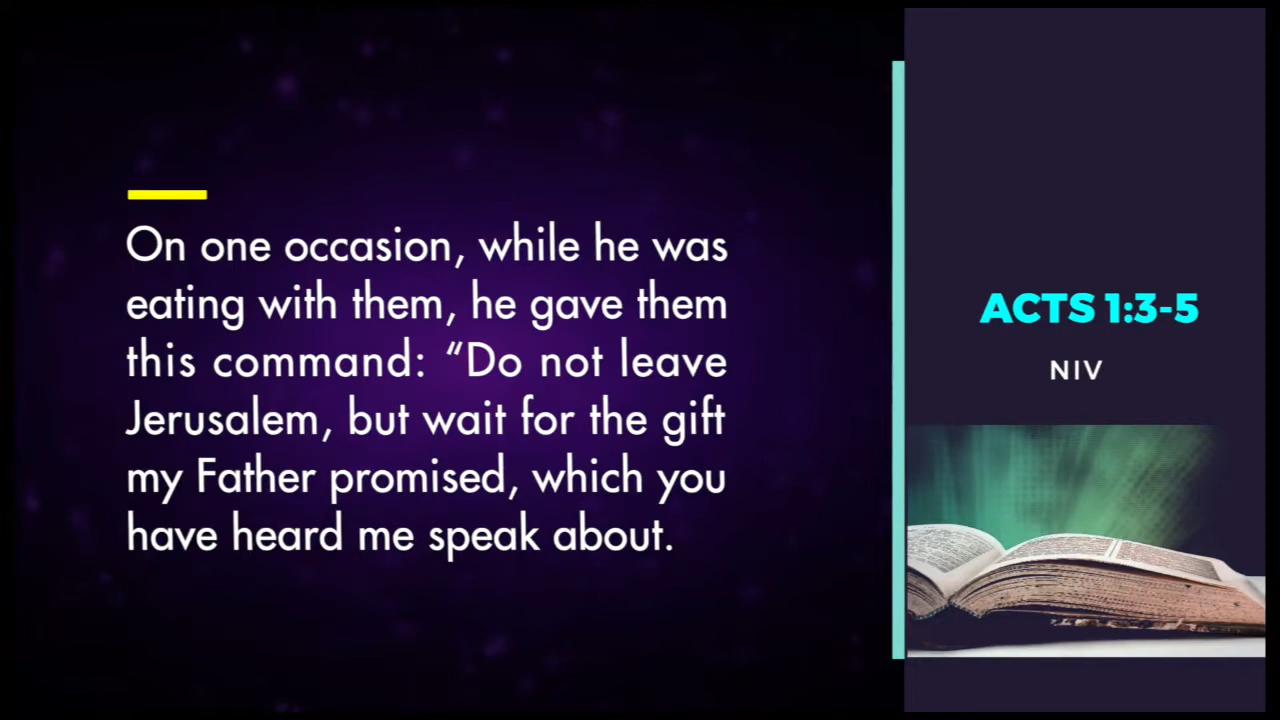 On one occasion, while he was
eating with them, he gave them
this command: “Do not leave
Jerusalem, but wait for the gift
my Father promised, which you
have heard me speak about.
ACTS 1:3-5
NIV